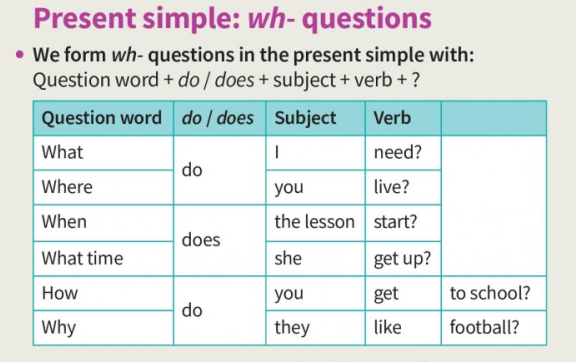 Present simple: wh- questions
• We form wh- questions in the present simple with:
Question word + do / does + subject + verb + ?
Question word do / does Subject Verb
What do I need?
Where you live?
When does the lesson start?
What time she get up?
How do you get to school?
Why they like football?